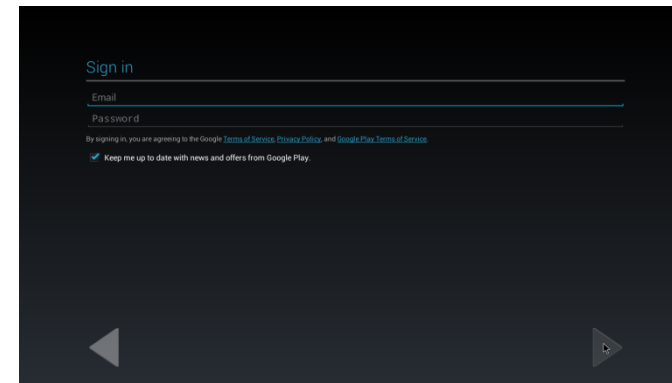 Sign in
Email
Password
By signing in, you are agreeing to the Google Terms of Service, Privacy Policy, and Google Play Terms of Service.
Keep me up to date with news and offers from Google Play.